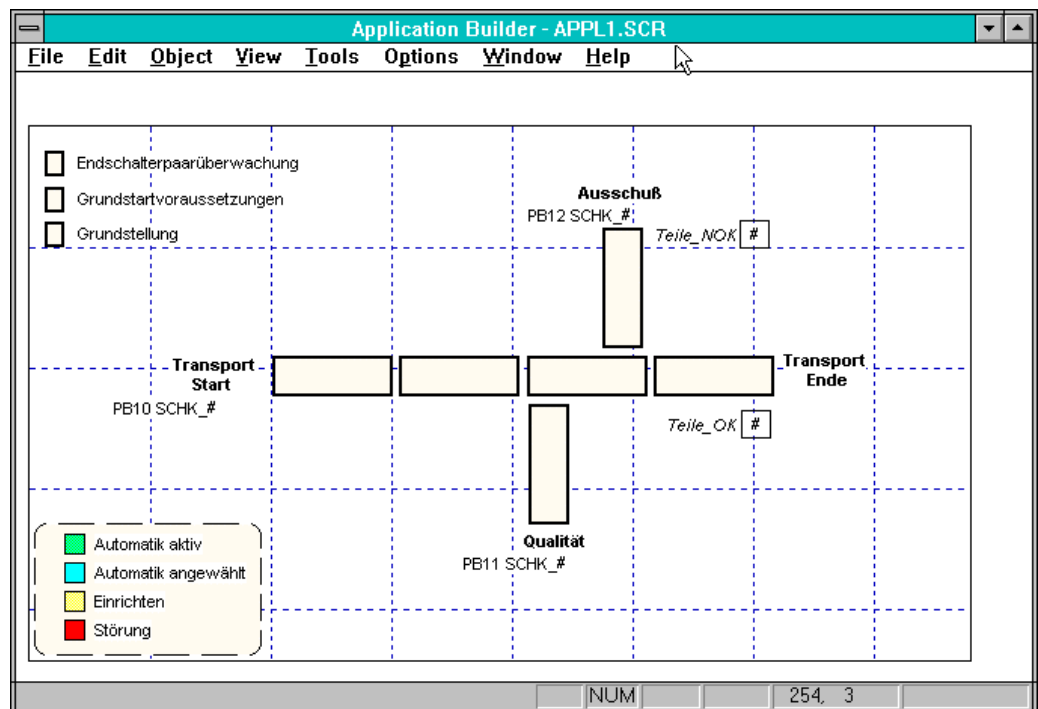 Application Builder - APPL1.SCR
File Edit Object View Tools Options Window Help
Endschalterpaarüberwachung
Grundstartvoraussetzungen
Grundstellung
Ausschuß
PB12 SCHK_#
Teile_NOK #
Transport
Start
PB10 SCHK_#
Transport
Ende
Teile_OK #
Qualität
PB11 SCHK_#
Automatik aktiv
Automatik angewählt
Einrichten
Störung
NUM 254, 3